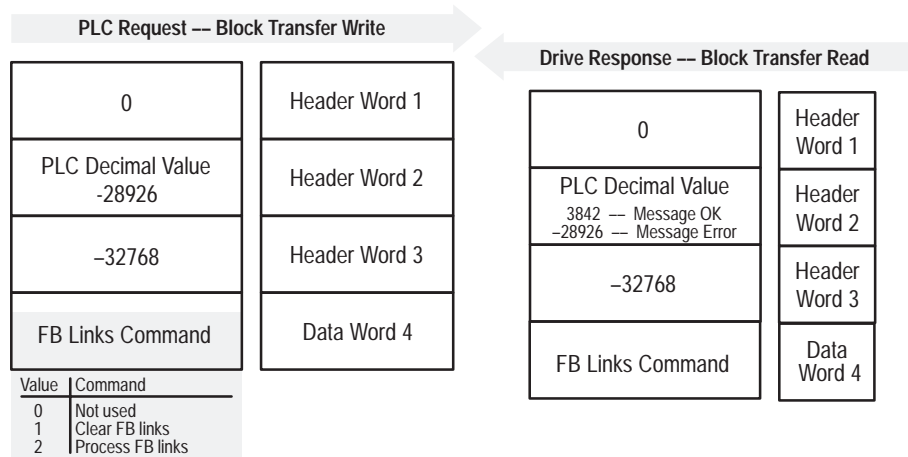 PLC Request –– Block Transfer Write
0
Header Word 1
PLC Decimal Value
-28926
Header Word 2
–32768
Header Word 3
FB Links Command
Data Word 4
Value Command
0 Not used
1 Clear FB links
2 Process FB links
Drive Response –– Block Transfer Read
0
Header
Word 1
PLC Decimal Value
3842 –– Message OK
–28926 –– Message Error
Header
Word 2
–32768
Header
Word 3
FB Links Command
Data
Word 4